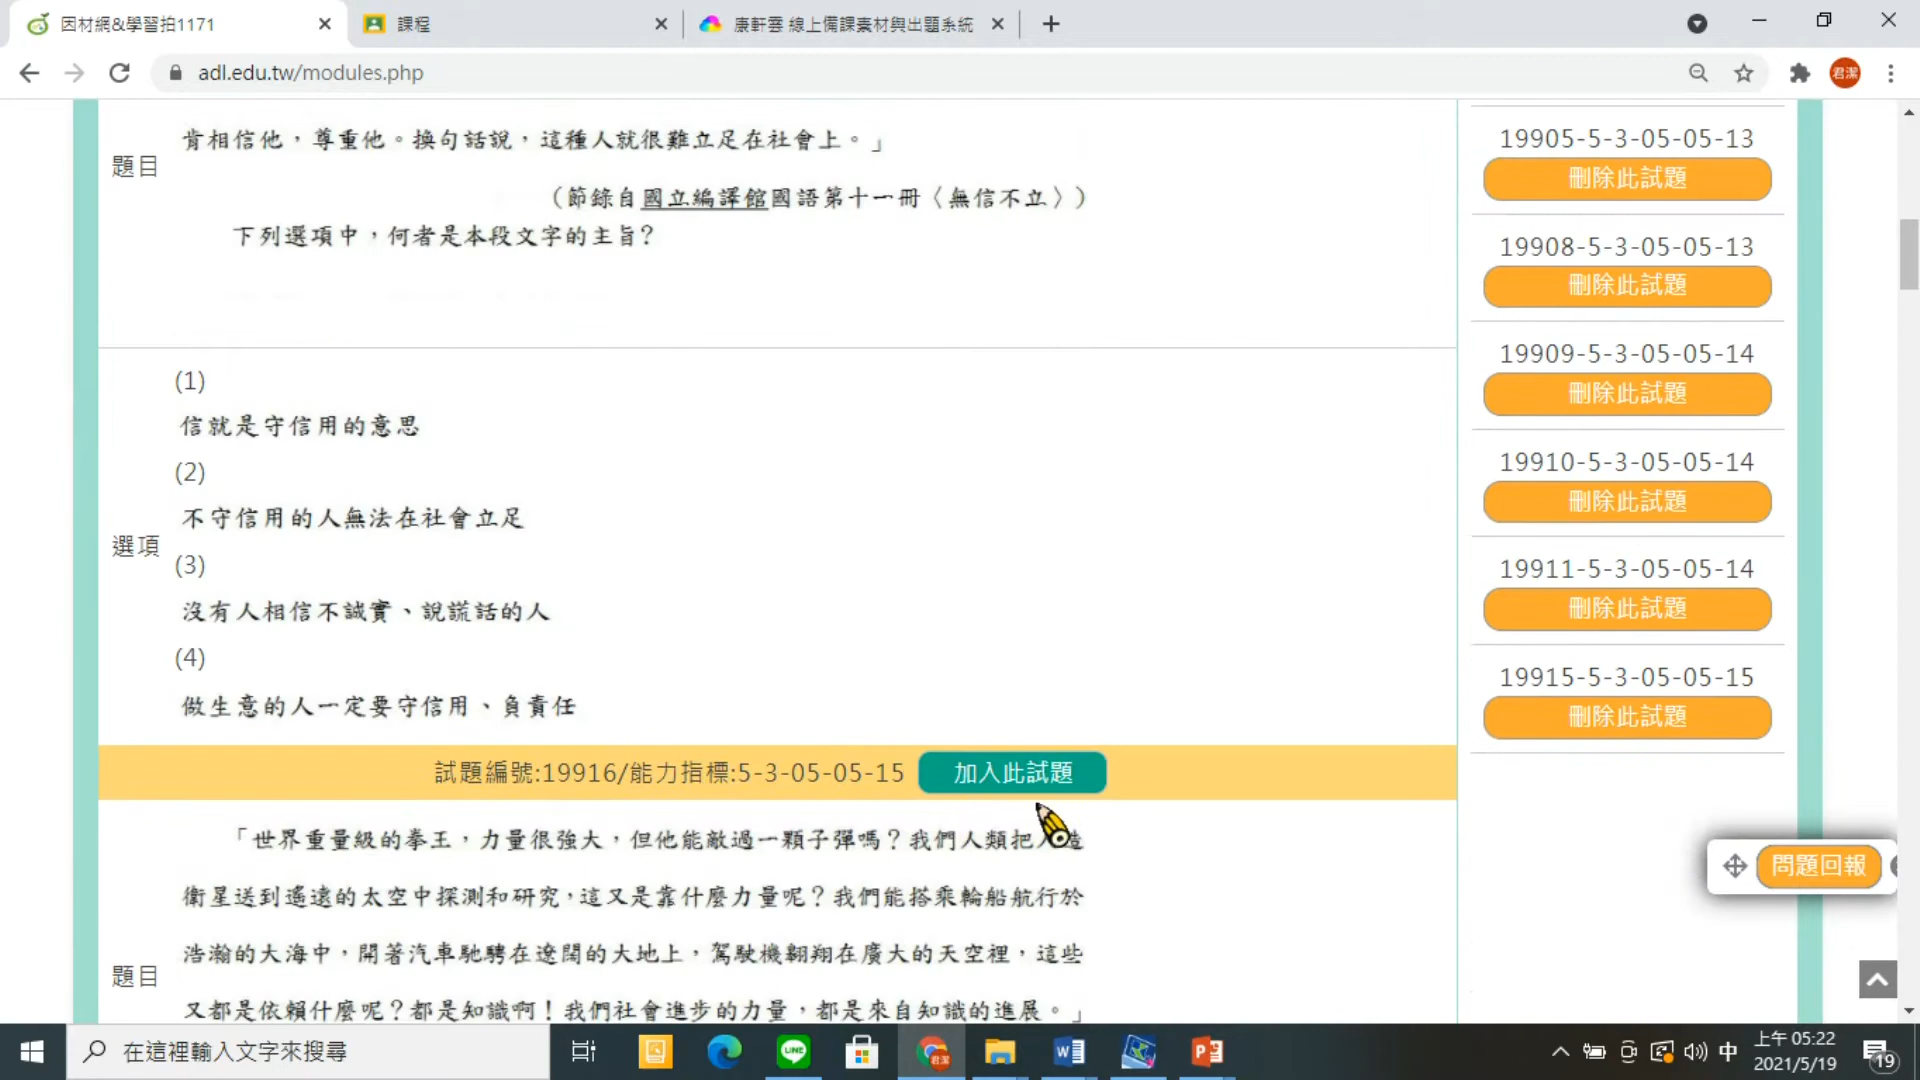 因材網&學習拍1171
課程
康軒雲 線上備課素材與出題系統
adl.edu.tw/modules.php
君潔
題目
肯相信他，尊重他。換句話說，這種人就很難立足在社會上。」
（節錄自國立編譯館國語第十一冊〈無信不立〉）
下列選項中，何者是本段文字的主旨？
選項
(1)
信就是守信用的意思
(2)
不守信用的人無法在社會立足
(3)
沒有人相信不誠實、說謊話的人
(4)
做生意的人一定要守信用、負責任
試題編號:19916/能力指標:5-3-05-05-15
加入此試題
題目
「世界重量級的拳王，力量很強大，但他能敵過一顆子彈嗎？我們人類把人造
衛星送到遙遠的太空中探測和研究，這又是靠什麼力量呢？我們能搭乘輪船航行於
浩瀚的大海中，開著汽車馳騁在遼闊的大地上，駕駛機翱翔在廣大的天空裡，這些
又都是依賴什麼呢？都是知識啊！我們社會進步的力量，都是來自知識的進展。」
19905-5-3-05-05-13
刪除此試題
19908-5-3-05-05-13
刪除此試題
19909-5-3-05-05-14
刪除此試題
19910-5-3-05-05-14
刪除此試題
19911-5-3-05-05-14
刪除此試題
19915-5-3-05-05-15
刪除此試題
問題回報
在這裡輸入文字來搜尋
LINE
君潔
中
上午 05:22
2021/5/19
19